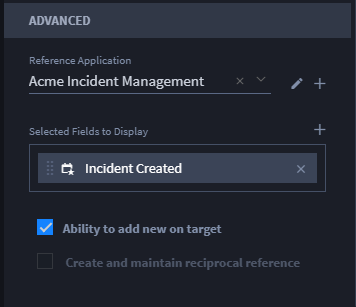 ADVANCED
Reference Application
Acme Incident Management
Selected Fields to Display
Incident Created
Ability to add new on target
Create and maintain reciprocal reference